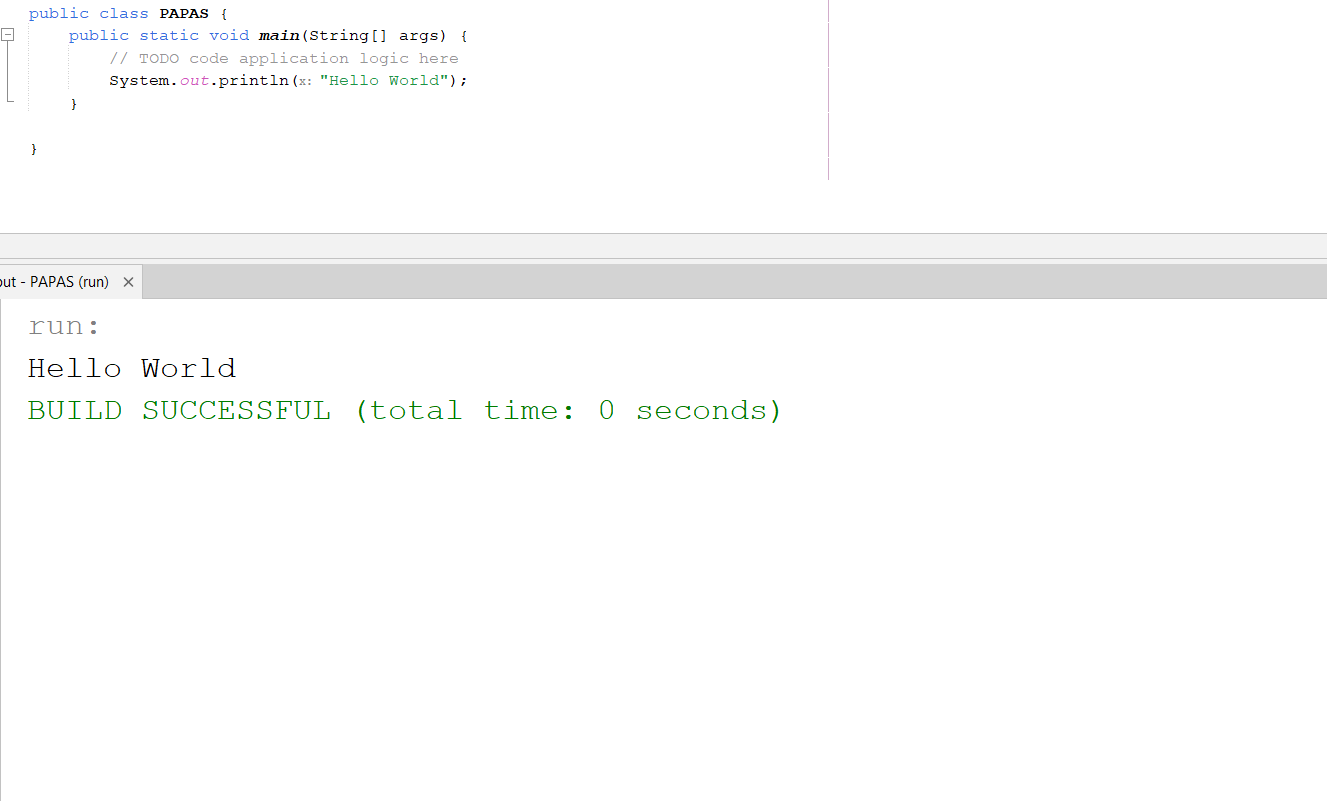 public class PAPAS {
public static void main(String[] args) {
// TODO code application logic here
System.out.println(x: "Hello World");
}
}
out - PAPAS (run)
run:
Hello World
BUILD SUCCESSFUL (total time: 0 seconds)